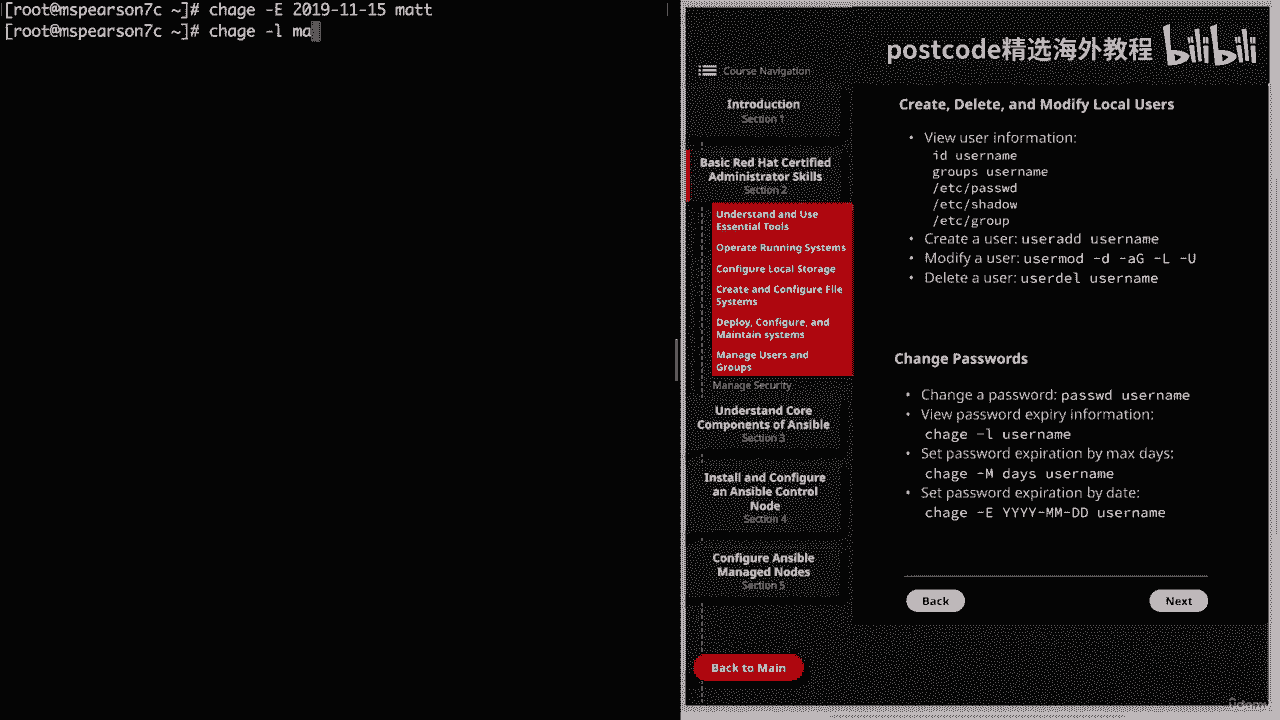 [root@mspearson7c ~]# chage -E 2019-11-15 matt
[root@mspearson7c ~]# chage -l ma
postcode精选海外教程 bilibili
Course Navigation
Introduction
Section 1
Basic Red Hat Certified
Administrator Skills
Section 2
Understand and Use
Essential Tools
Operate Running Systems
Configure Local Storage
Create and Configure File
Systems
Deploy, Configure, and
Maintain systems
Manage Users and
Groups
Manage Security
Understand Core
Components of Ansible
Section 3
Install and Configure
an Ansible Control
Node
Section 4
Configure Ansible
Managed Nodes
Section 5
Back to Main
Create, Delete, and Modify Local Users
• View user information:
id username
groups username
/etc/passwd
/etc/shadow
/etc/group
• Create a user: useradd username
• Modify a user: usermod -d -aG -L -U
• Delete a user: userdel username
Change Passwords
• Change a password: passwd username
• View password expiry information:
chage -l username
• Set password expiration by max days:
chage -M days username
• Set password expiration by date:
chage -E YYYY-MM-DD username
Back
Next
Udemy